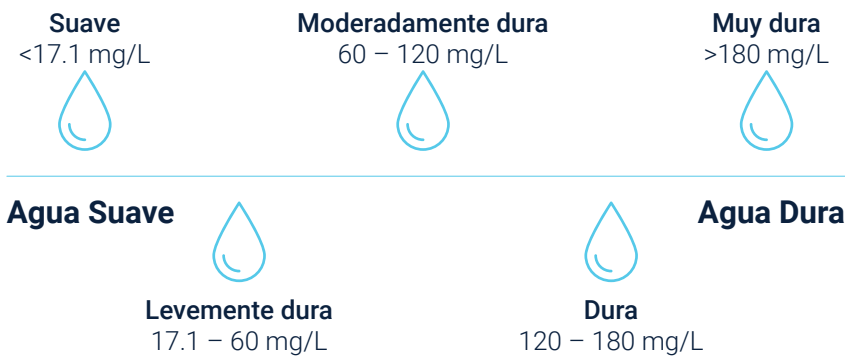 Suave
<17.1 mg/L
Moderadamente dura
60 – 120 mg/L
Muy dura
>180 mg/L
Agua Suave
Agua Dura
Levemente dura
17.1 – 60 mg/L
Dura
120 – 180 mg/L